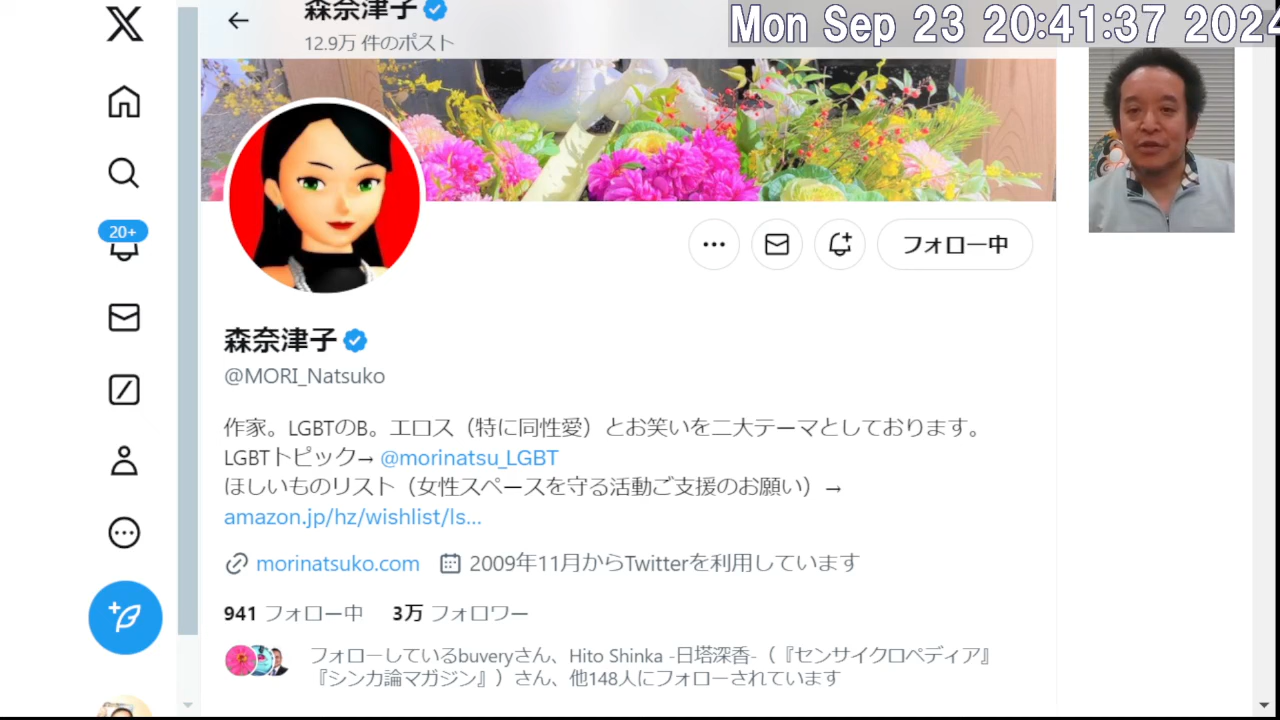 森奈津子
12.9万 件のポスト
Mon Sep 23 20:41:37 2024
20+
フォロー中
森奈津子
@MORI_Natsuko
作家。LGBTのB。エロス（特に同性愛）とお笑いを二大テーマとしております。
LGBTトピック→ @morinatsu_LGBT
ほしいものリスト（女性スペースを守る活動ご支援のお願い）→
amazon.jp/hz/wishlist/ls…
morinatsuko.com 2009年11月からTwitterを利用しています
941 フォロー中 3万 フォロワー
フォローしているbuveryさん、Hito Shinka -日塔深香-（『センサイクロペディア』
『シンカ論マガジン』）さん、他148人にフォローされています